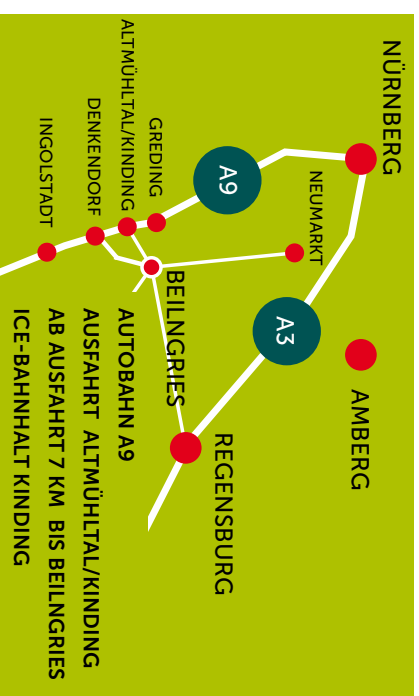 NÜRNBERG
AMBERG
NEUMARKT
A9
A3
GREDING
ALTMÜHLTAL/KINDING
DENKENDORF
INGOLSTADT
BEILNGRIES
REGENSBURG
AUTOBAHN A9
AUSFAHRT ALTMÜHLTAL/KINDING
AB AUSFAHRT 7 KM BIS BEILNGRIES
ICE-BAHNHALT KINDING